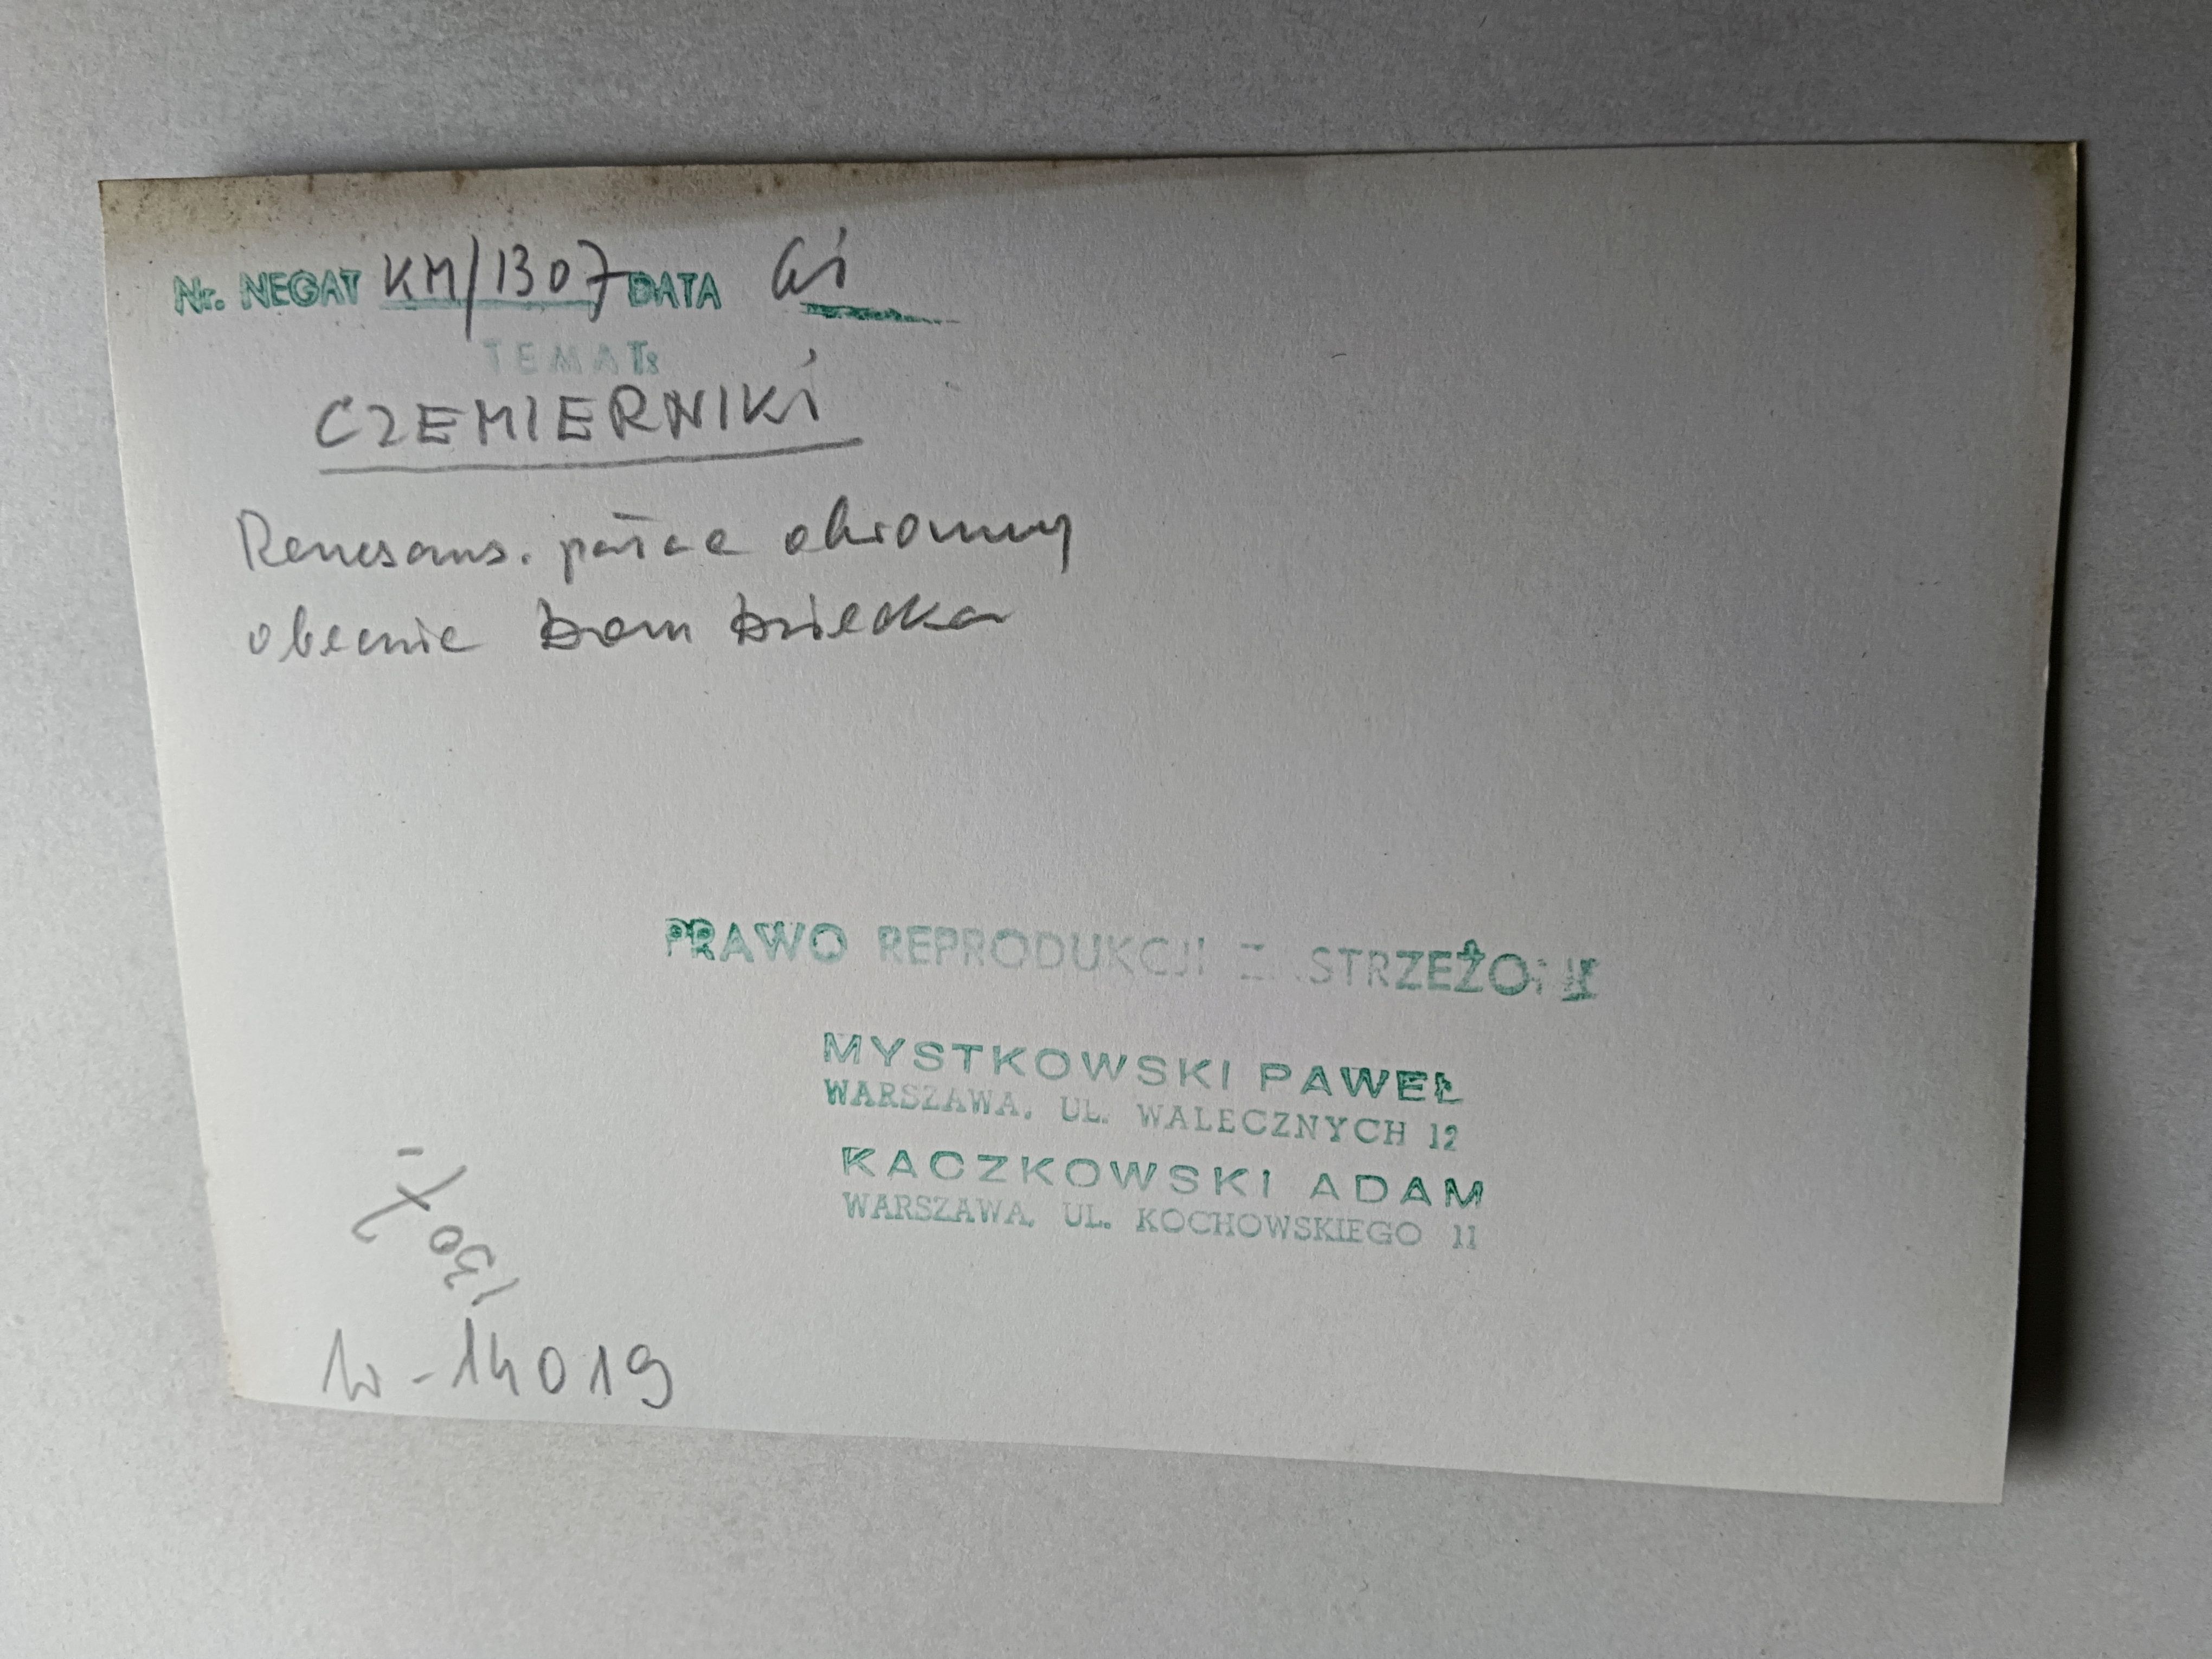 Nr. NEGAT KM/1307 DATA
TEMAT:
CZEMIERNIKI
Renesans. pałac obronny
obecnie Dom Dziecka
PRAWO REPRODUKCJI ZASTRZEŻONE
MYSTKOWSKI PAWEŁ
WARSZAWA, UL. WALECZNYCH 12
KACZKOWSKI ADAM
WARSZAWA, UL. KOCHOWSKIEGO 11
1307
W-14019